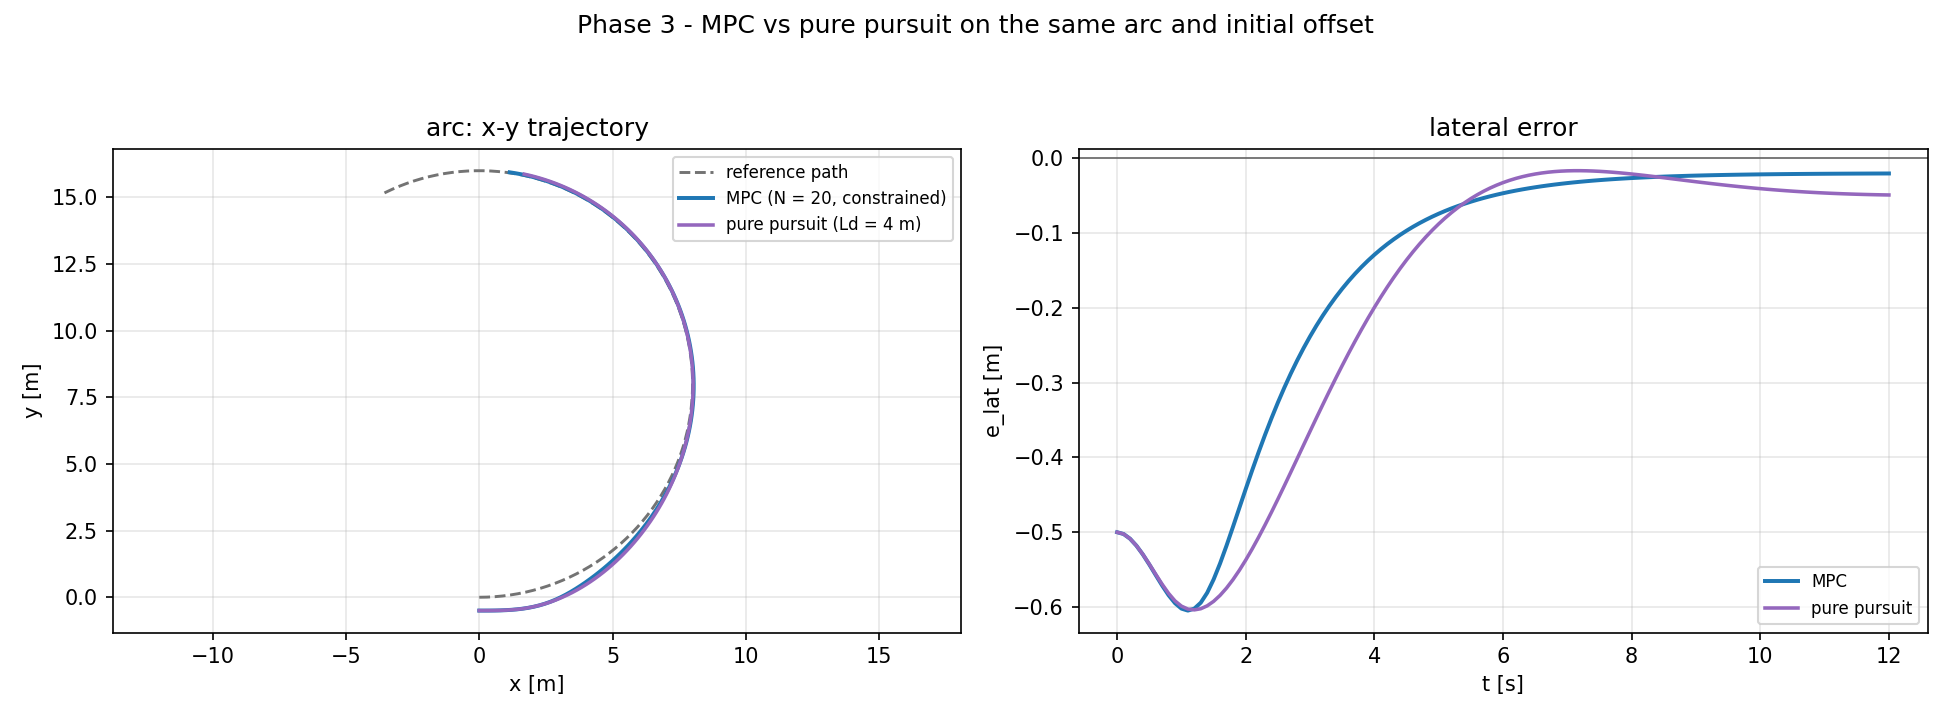 Phase 3 - MPC vs pure pursuit on the same arc and initial offset
arc: x-y trajectory
reference path
MPC (N = 20, constrained)
pure pursuit (Ld = 4 m)
15.0
12.5
10.0
7.5
5.0
2.5
0.0
y [m]
−10
−5
0
5
10
15
x [m]
lateral error
0.0
−0.1
−0.2
−0.3
−0.4
−0.5
−0.6
e_lat [m]
MPC
pure pursuit
0
2
4
6
8
10
12
t [s]